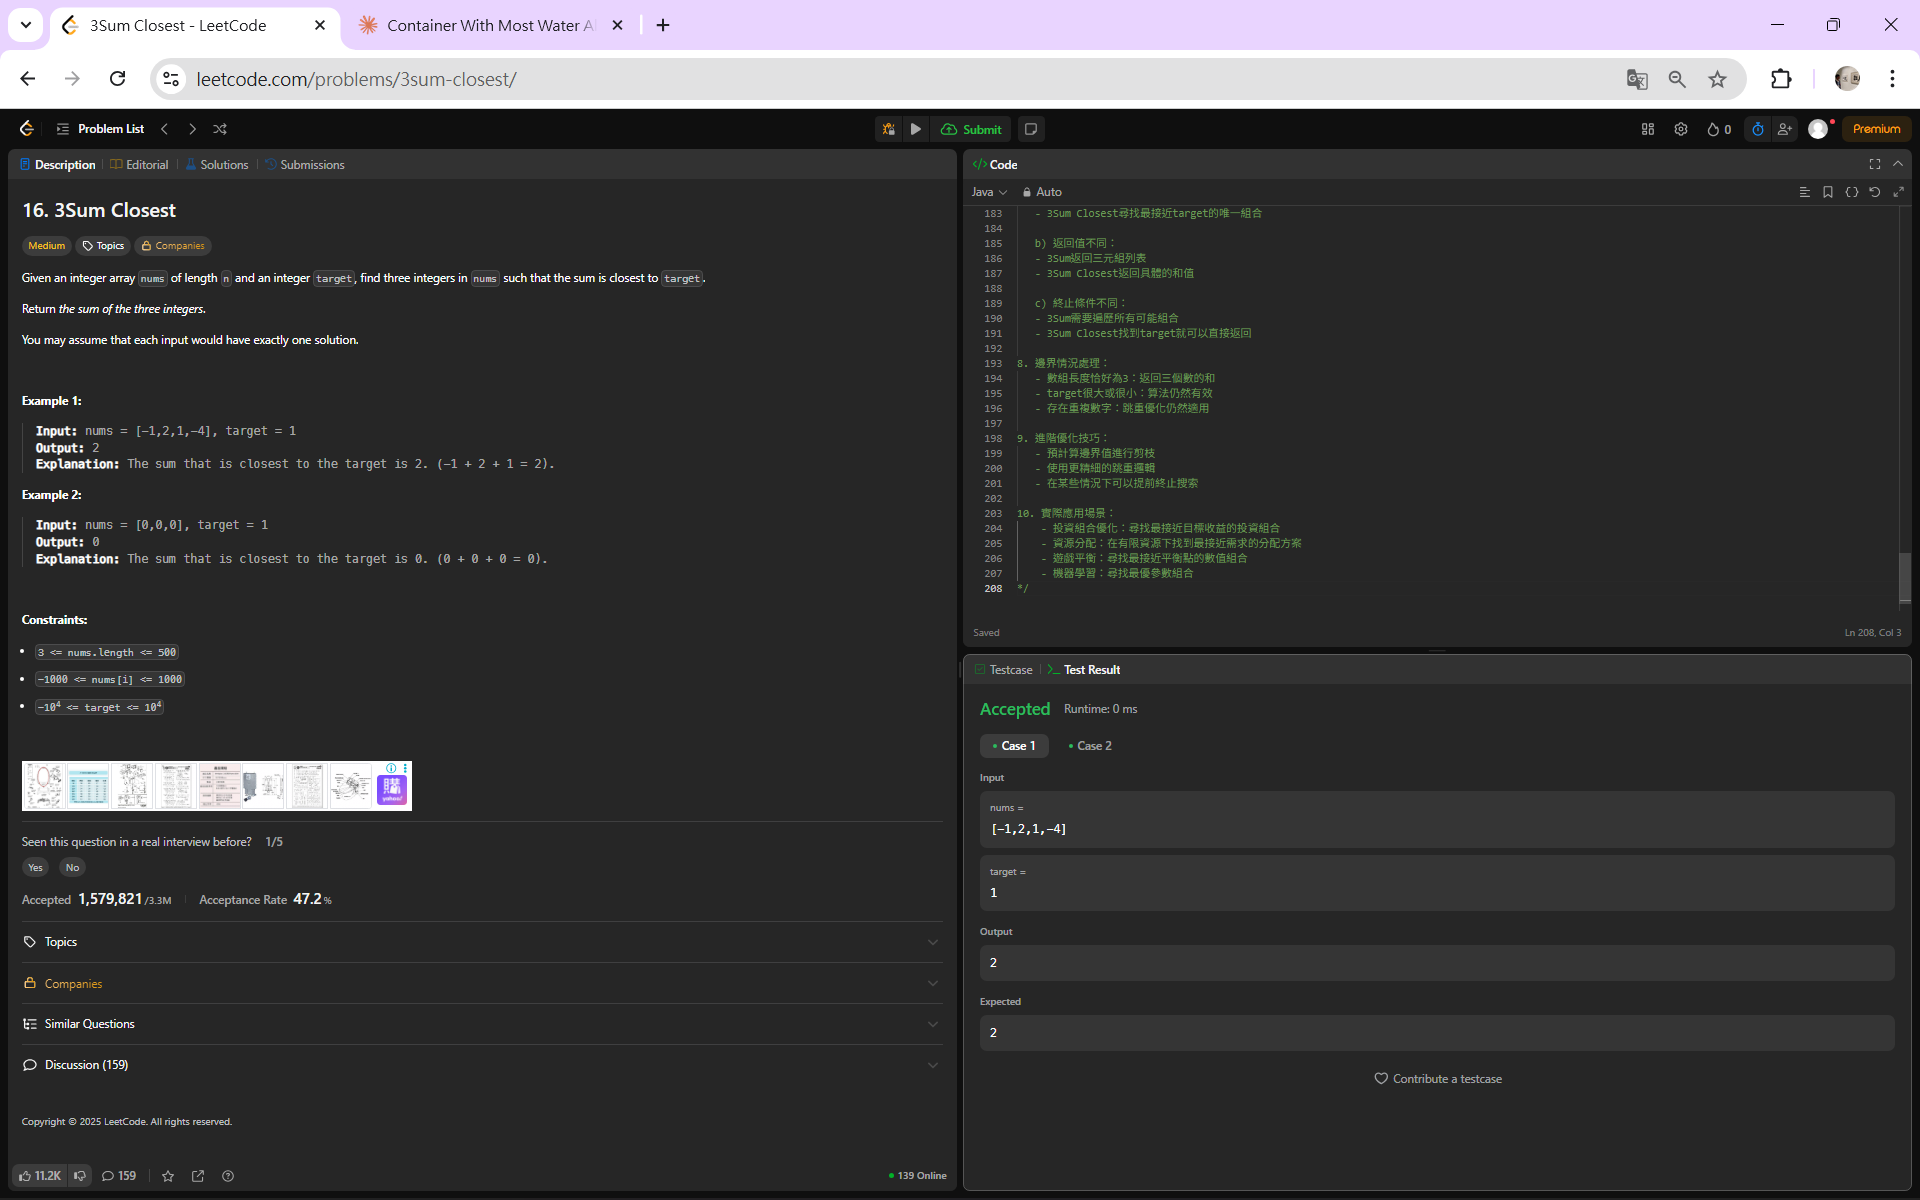 3Sum Closest - LeetCode
Container With Most Water A
leetcode.com/problems/3sum-closest/
Problem List
Submit
0
Premium
Description
Editorial
Solutions
Submissions
16. 3Sum Closest
Medium
Topics
Companies
Given an integer array nums of length n and an integer target, find three integers in nums such that the sum is closest to target.
Return the sum of the three integers.
You may assume that each input would have exactly one solution.
Example 1:
Input: nums = [-1,2,1,-4], target = 1
Output: 2
Explanation: The sum that is closest to the target is 2. (-1 + 2 + 1 = 2).
Example 2:
Input: nums = [0,0,0], target = 1
Output: 0
Explanation: The sum that is closest to the target is 0. (0 + 0 + 0 = 0).
Constraints:
• 3 <= nums.length <= 500
• -1000 <= nums[i] <= 1000
• -10⁴ <= target <= 10⁴
購
yahoo!
Seen this question in a real interview before? 1/5
Yes
No
Accepted 1,579,821/3.3M
Acceptance Rate 47.2%
Topics
Companies
Similar Questions
Discussion (159)
Copyright © 2025 LeetCode. All rights reserved.
11.2K
159
139 Online
Code
Java
Auto
183 - 3Sum Closest尋找最接近target的唯一組合
184
185 b) 返回值不同：
186 - 3Sum返回三元組列表
187 - 3Sum Closest返回具體的和值
188
189 c) 終止條件不同：
190 - 3Sum需要遍歷所有可能組合
191 - 3Sum Closest找到target就可以直接返回
192
193 8. 邊界情況處理：
194 - 數組長度恰好為3：返回三個數的和
195 - target很大或很小：算法仍然有效
196 - 存在重複數字：跳重優化仍然適用
197
198 9. 進階優化技巧：
199 - 預計算邊界值進行剪枝
200 - 使用更精細的跳重邏輯
201 - 在某些情況下可以提前終止搜索
202
203 10. 實際應用場景：
204 - 投資組合優化：尋找最接近目標收益的投資組合
205 - 資源分配：在有限資源下找到最接近需求的分配方案
206 - 遊戲平衡：尋找最接近平衡點的數值組合
207 - 機器學習：尋找最優參數組合
208 */
Saved
Ln 208, Col 3
Testcase
Test Result
Accepted
Runtime: 0 ms
• Case 1
• Case 2
Input
nums =
[-1,2,1,-4]
target =
1
Output
2
Expected
2
Contribute a testcase